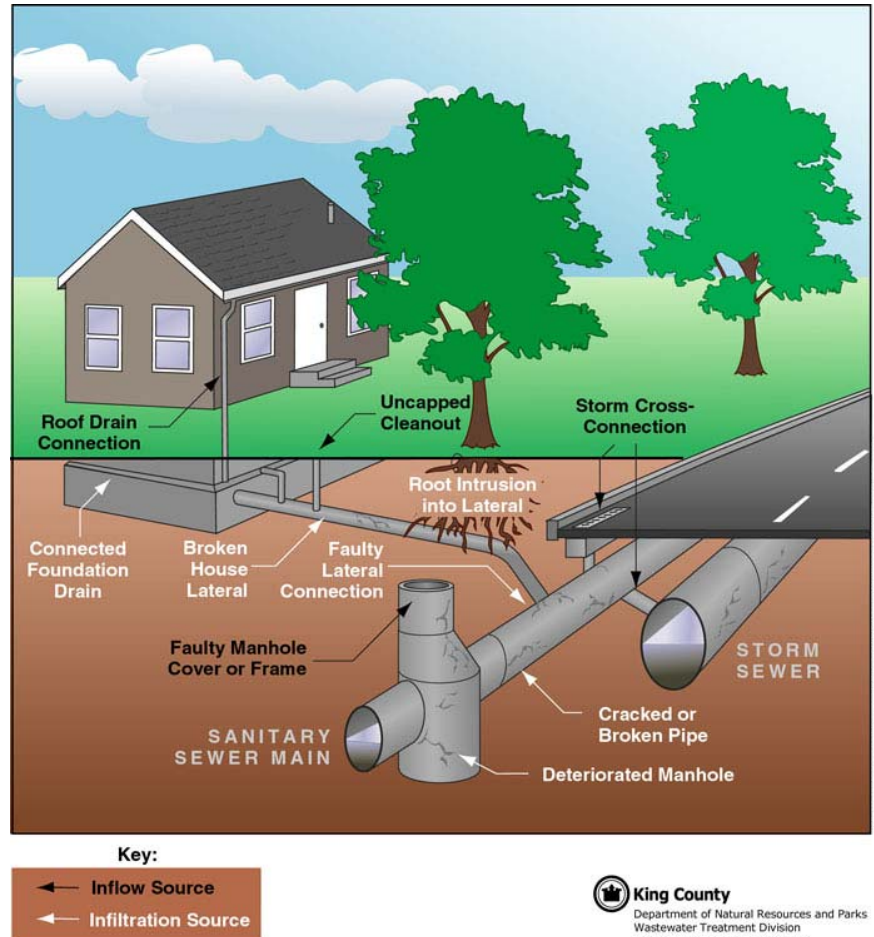 Roof Drain
Connection
Uncapped
Cleanout
Storm Cross-
Connection
Root Intrusion
into Lateral
Connected
Foundation
Drain
Broken
House
Lateral
Faulty
Lateral
Connection
Faulty Manhole
Cover or Frame
STORM
SEWER
SANITARY
SEWER MAIN
Cracked or
Broken Pipe
Deteriorated Manhole
Key:
Inflow Source
Infiltration Source
King County
Department of Natural Resources and Parks
Wastewater Treatment Division